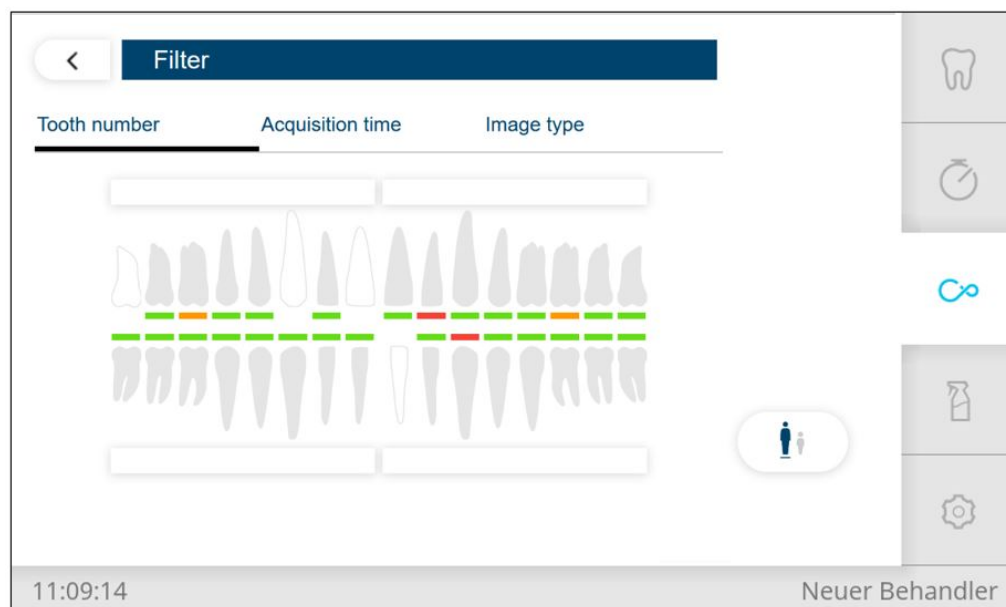 Filter
Tooth number Acquisition time Image type
11:09:14 Neuer Behandler